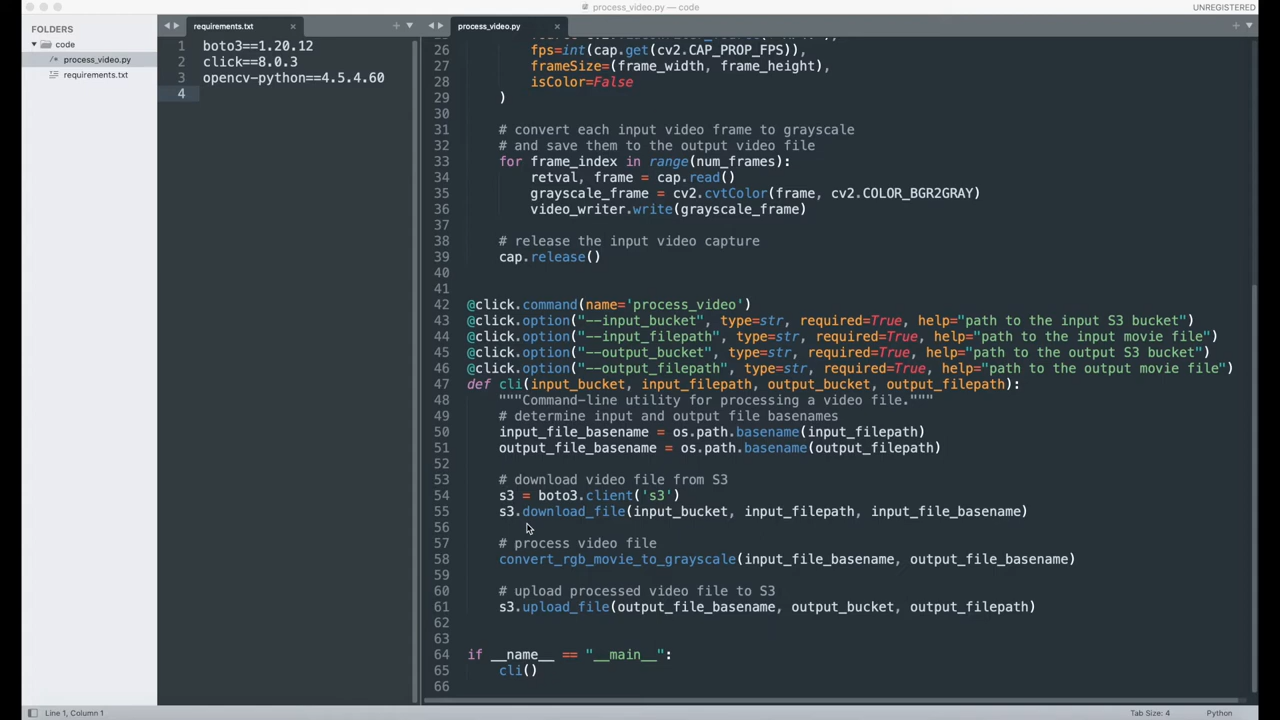 process_video.py — code
UNREGISTERED
FOLDERS
code
process_video.py
requirements.txt
requirements.txt
1 boto3==1.20.12
2 click==8.0.3
3 opencv-python==4.5.4.60
4
process_video.py
26 fps=int(cap.get(cv2.CAP_PROP_FPS)),
27 frameSize=(frame_width, frame_height),
28 isColor=False
29 )
30
31 # convert each input video frame to grayscale
32 # and save them to the output video file
33 for frame_index in range(num_frames):
34 retval, frame = cap.read()
35 grayscale_frame = cv2.cvtColor(frame, cv2.COLOR_BGR2GRAY)
36 video_writer.write(grayscale_frame)
37
38 # release the input video capture
39 cap.release()
40
41
42 @click.command(name='process_video')
43 @click.option("--input_bucket", type=str, required=True, help="path to the input S3 bucket")
44 @click.option("--input_filepath", type=str, required=True, help="path to the input movie file")
45 @click.option("--output_bucket", type=str, required=True, help="path to the output S3 bucket")
46 @click.option("--output_filepath", type=str, required=True, help="path to the output movie file")
47 def cli(input_bucket, input_filepath, output_bucket, output_filepath):
48 """Command-line utility for processing a video file."""
49 # determine input and output file basenames
50 input_file_basename = os.path.basename(input_filepath)
51 output_file_basename = os.path.basename(output_filepath)
52
53 # download video file from S3
54 s3 = boto3.client('s3')
55 s3.download_file(input_bucket, input_filepath, input_file_basename)
56
57 # process video file
58 convert_rgb_movie_to_grayscale(input_file_basename, output_file_basename)
59
60 # upload processed video file to S3
61 s3.upload_file(output_file_basename, output_bucket, output_filepath)
62
63
64 if __name__ == "__main__":
65 cli()
66
Line 1, Column 1
Tab Size: 4
Python